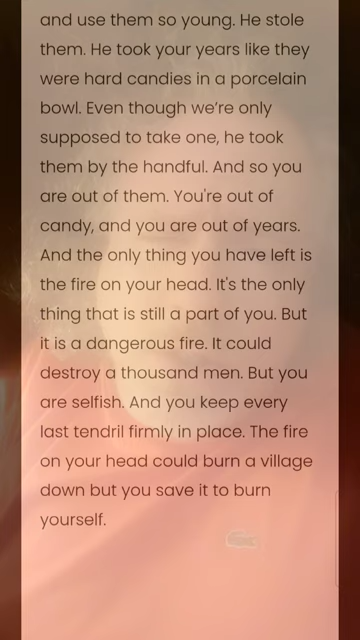 and use them so young. He stole
them. He took your years like they
were hard candies in a porcelain
bowl. Even though we're only
supposed to take one, he took
them by the handful. And so you
are out of them. You're out of
candy, and you are out of years.
And the only thing you have left is
the fire on your head. It's the only
thing that is still a part of you. But
it is a dangerous fire. It could
destroy a thousand men. But you
are selfish. And you keep every
last tendril firmly in place. The fire
on your head could burn a village
down but you save it to burn
yourself.